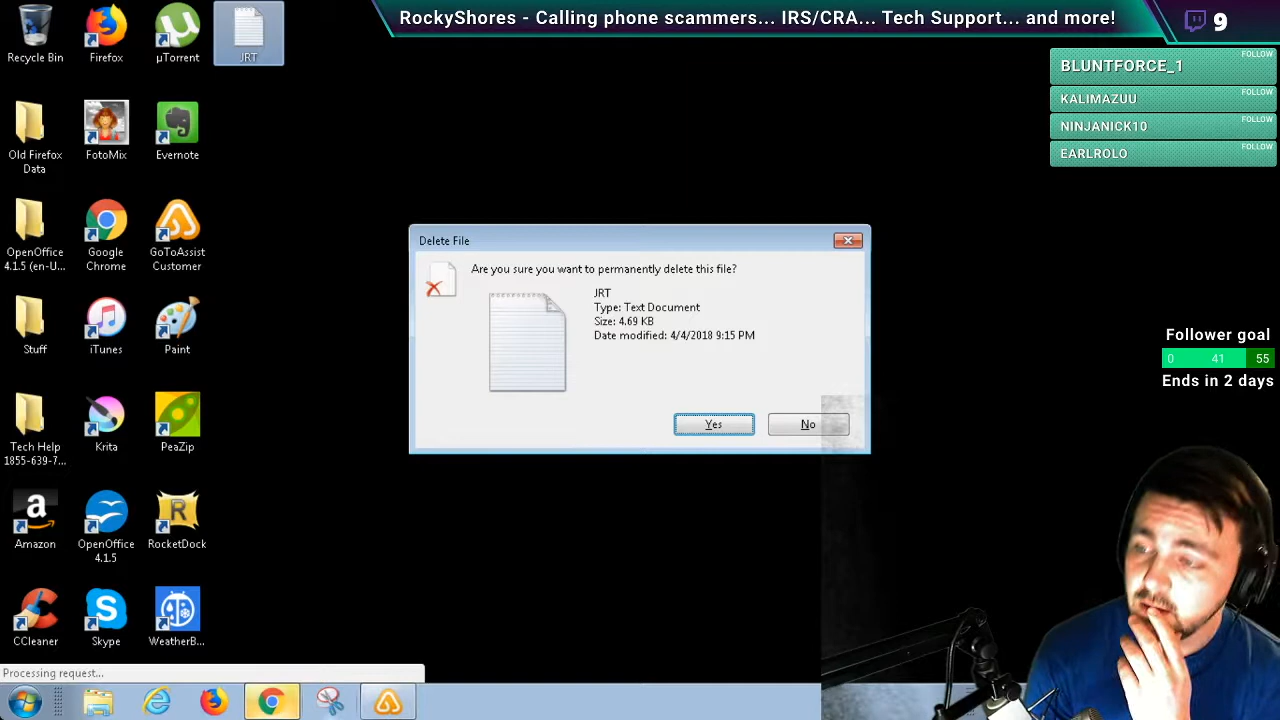 RockyShores - Calling phone scammers... IRS/CRA... Tech Support... and more!
9
FOLLOW
BLUNTFORCE_1
FOLLOW
KALIMAZUU
FOLLOW
NINJANICK10
FOLLOW
EARLROLO
Recycle Bin
Firefox
µTorrent
JRT
Old Firefox
Data
FotoMix
Evernote
OpenOffice
4.1.5 (en-U...
Google
Chrome
GoToAssist
Customer
Stuff
iTunes
Paint
Tech Help
1855-639-7...
Krita
PeaZip
Amazon
OpenOffice
4.1.5
RocketDock
CCleaner
Skype
WeatherB...
Delete File
Are you sure you want to permanently delete this file?
JRT
Type: Text Document
Size: 4.69 KB
Date modified: 4/4/2018 9:15 PM
Yes
No
Follower goal
0 41 55
Ends in 2 days
Processing request...